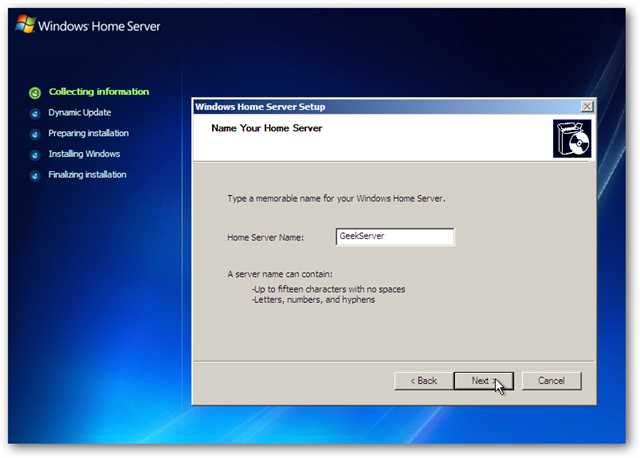 Windows Home Server
Collecting information
Dynamic Update
Preparing installation
Installing Windows
Finalizing installation
Windows Home Server Setup
Name Your Home Server
Type a memorable name for your Windows Home Server.
Home Server Name: GeekServer
A server name can contain:
-Up to fifteen characters with no spaces
-Letters, numbers, and hyphens
< Back Next > Cancel